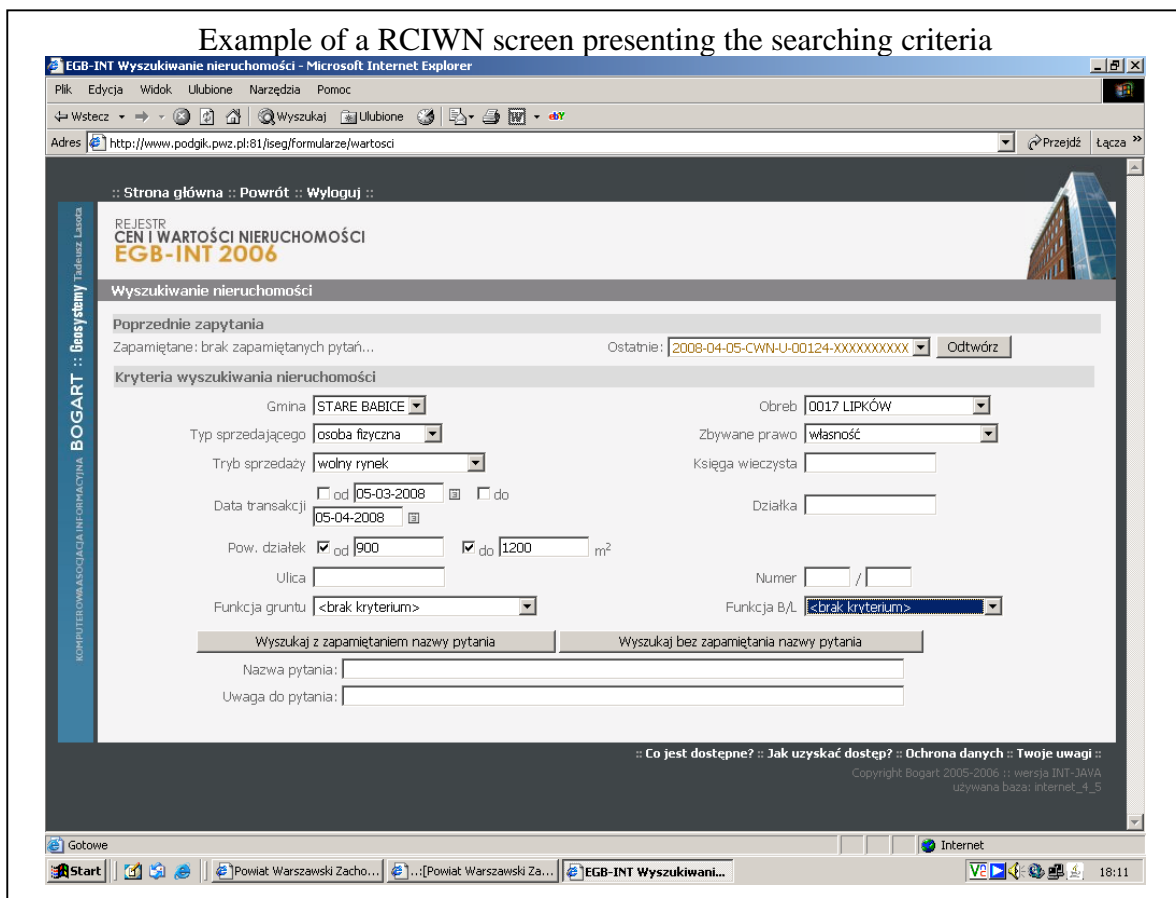 Example of a RCIWN screen presenting the searching criteria
EGB-INT Wyszukiwanie nieruchomości - Microsoft Internet Explorer
Plik Edycja Widok Ulubione Narzędzia Pomoc
Wstecz Wyszukaj Ulubione W ebY
Adres http://www.podgik.pwz.pl:81/iseg/formularze/wartosci Przejdź Łącza »
:: Strona główna :: Powrót :: Wyloguj ::
REJESTR
CEN I WARTOŚCI NIERUCHOMOŚCI
EGB-INT 2006
Wyszukiwanie nieruchomości
Poprzednie zapytania
Zapamiętane: brak zapamiętanych pytań... Ostatnie: 2008-04-05-CWN-U-00124-XXXXXXXXXX Odtwórz
Kryteria wyszukiwania nieruchomości
Gmina STARE BABICE Obreb 0017 LIPKÓW
Typ sprzedającego osoba fizyczna Zbywane prawo własność
Tryb sprzedaży wolny rynek Księga wieczysta
Data transakcji od 05-03-2008 do
05-04-2008 Działka
Pow. działek od 900 do 1200 m²
Ulica Numer /
Funkcja gruntu <brak kryterium> Funkcja B/L <brak kryterium>
Wyszukaj z zapamiętaniem nazwy pytania Wyszukaj bez zapamiętania nazwy pytania
Nazwa pytania:
Uwaga do pytania:
KOMPUTEROWA ASOCJACJA INFORMACYJNA BOGART :: Geosystemy Tadeusz Lasota
:: Co jest dostępne? :: Jak uzyskać dostęp? :: Ochrona danych :: Twoje uwagi ::
Copyright Bogart 2005-2006 :: wersja INT-JAVA
używana baza: internet_4_5
Gotowe Internet
Start Powiat Warszawski Zacho... ..:[Powiat Warszawski Za... EGB-INT Wyszukiwani... 18:11